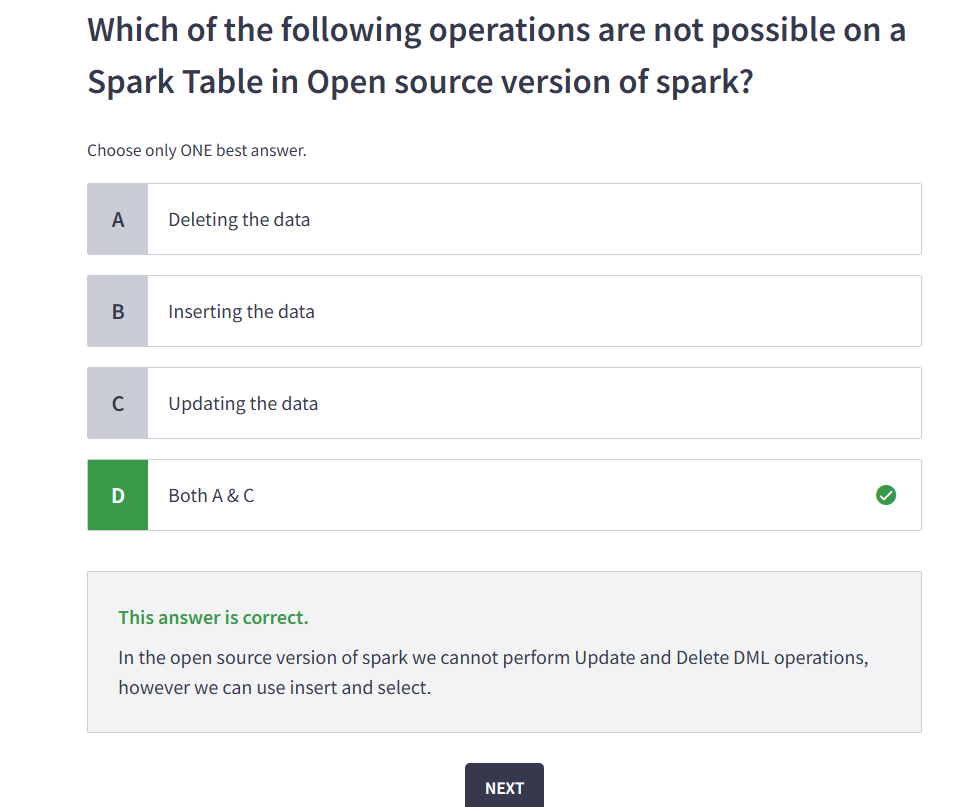 Which of the following operations are not possible on a
Spark Table in Open source version of spark?
Choose only ONE best answer.
A Deleting the data
B Inserting the data
C Updating the data
D Both A & C
This answer is correct.
In the open source version of spark we cannot perform Update and Delete DML operations,
however we can use insert and select.
NEXT